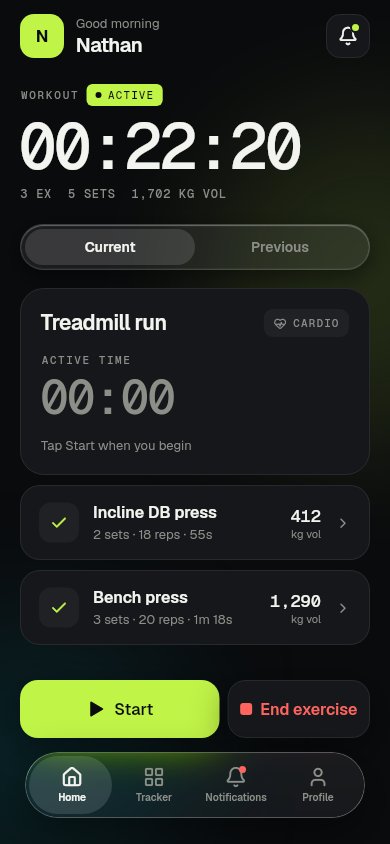 N
Good morning
Nathan
WORKOUT ACTIVE
00:22:20
3 EX 5 SETS 1,702 KG VOL
Current Previous
Treadmill run CARDIO
ACTIVE TIME
00:00
Tap Start when you begin
Incline DB press 412
2 sets · 18 reps · 55s kg vol
Bench press 1,290
3 sets · 20 reps · 1m 18s kg vol
Start End exercise
Home Tracker Notifications Profile